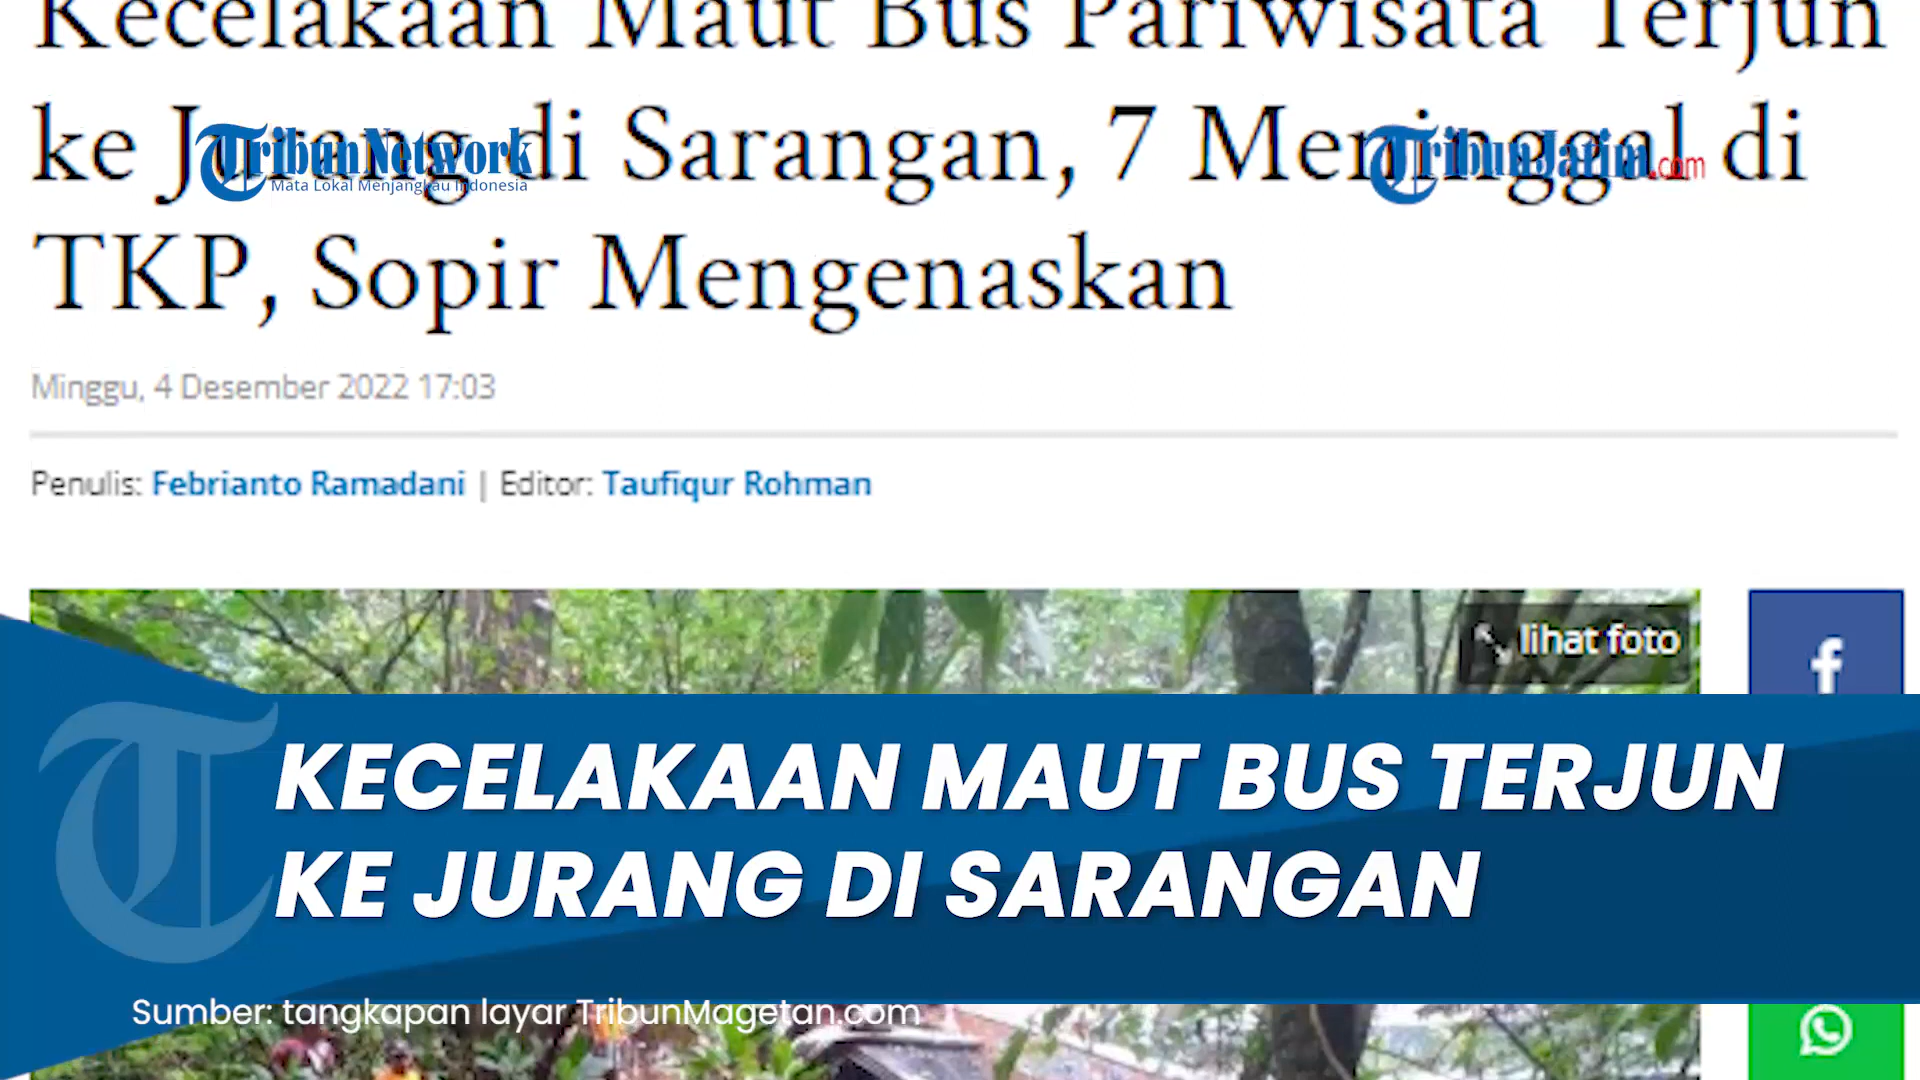 Kecelakaan Maut Bus Pariwisata Terjun
ke Jurang di Sarangan, 7 Meninggal di
TribunNetwork
Mata Lokal Menjangkau Indonesia
TribunJatim.com
TKP, Sopir Mengenaskan
Minggu, 4 Desember 2022 17:03
Penulis: Febrianto Ramadani | Editor: Taufiqur Rohman
lihat foto
KECELAKAAN MAUT BUS TERJUN
KE JURANG DI SARANGAN
Sumber: tangkapan layar TribunMagetan.com